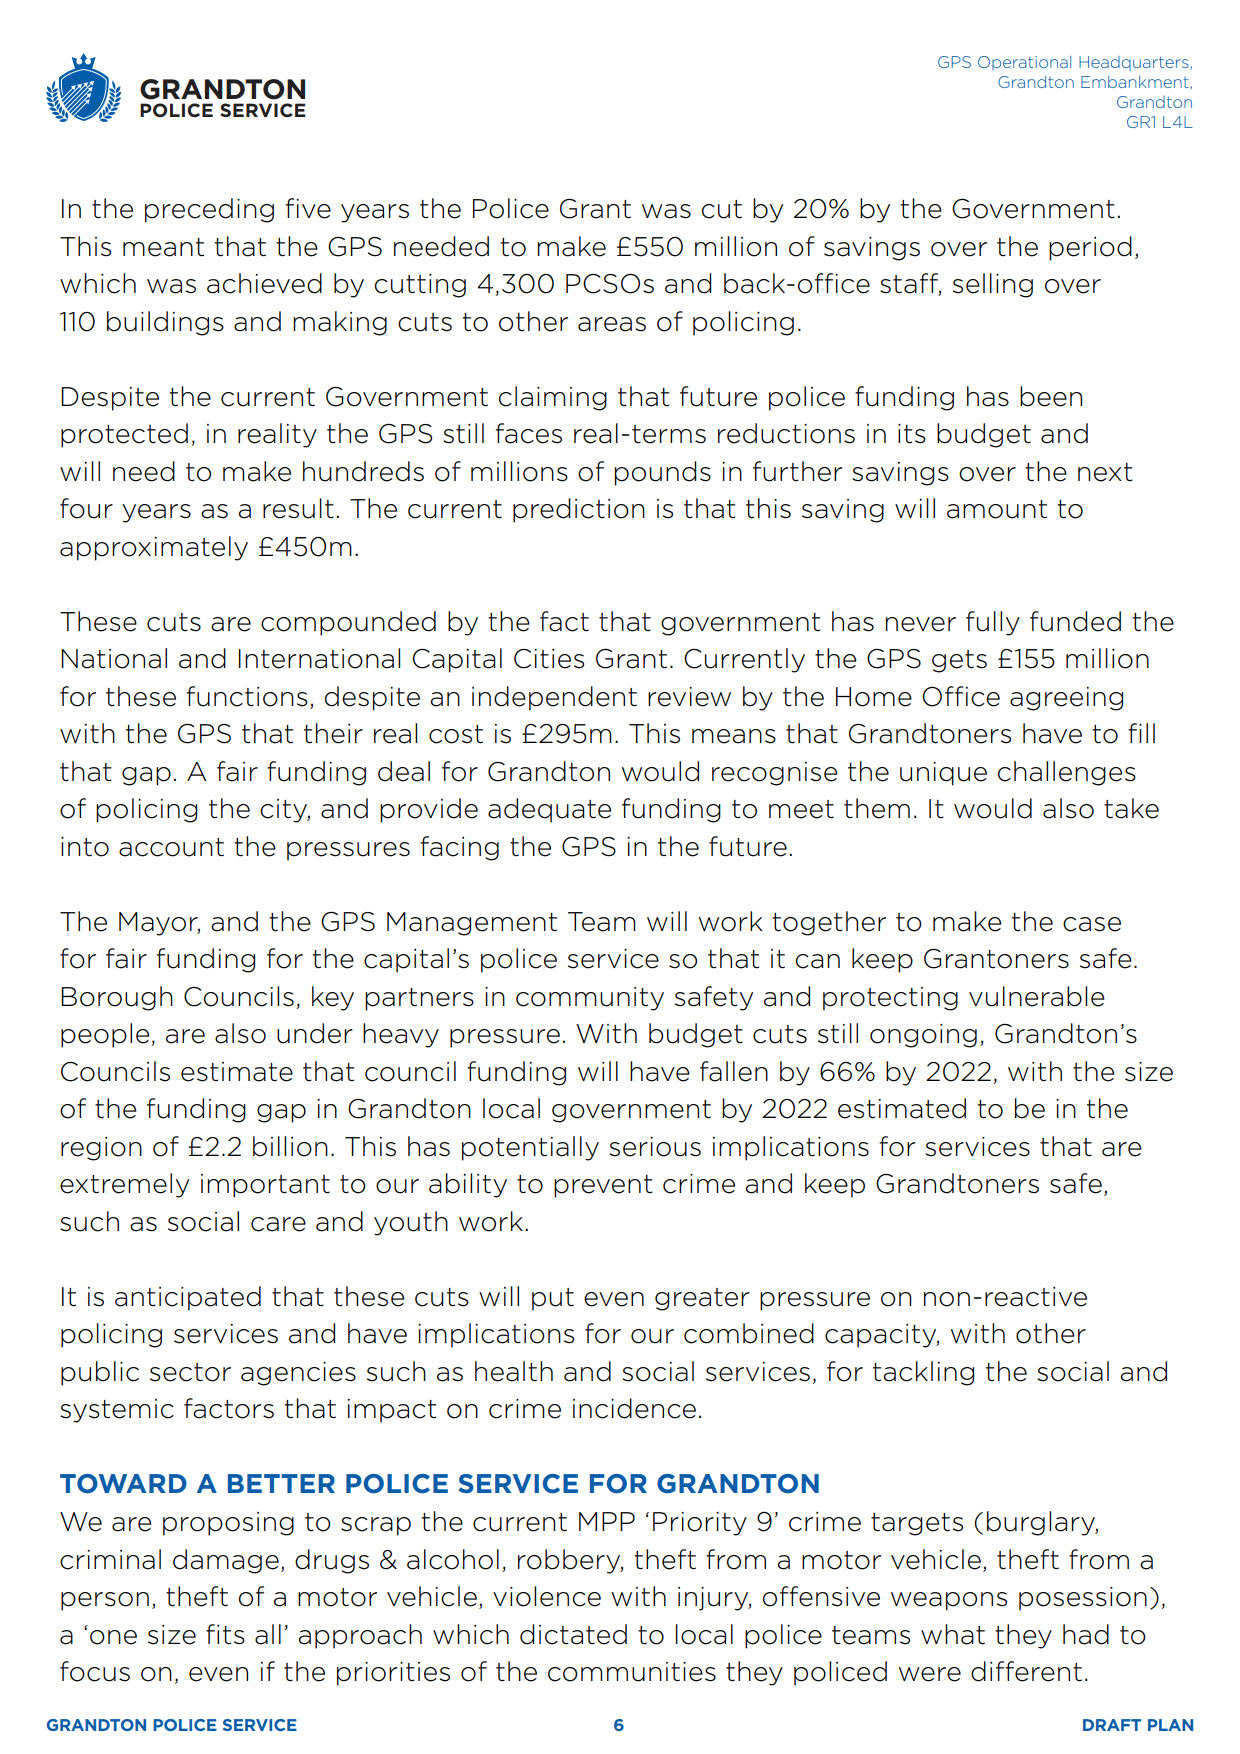 GRANDTON
POLICE SERVICE
GPS Operational Headquarters,
Grandton Embankment,
Grandton
GR1 L4L
In the preceding five years the Police Grant was cut by 20% by the Government.
This meant that the GPS needed to make £550 million of savings over the period,
which was achieved by cutting 4,300 PCSOs and back-office staff, selling over
110 buildings and making cuts to other areas of policing.
Despite the current Government claiming that future police funding has been
protected, in reality the GPS still faces real-terms reductions in its budget and
will need to make hundreds of millions of pounds in further savings over the next
four years as a result. The current prediction is that this saving will amount to
approximately £450m.
These cuts are compounded by the fact that government has never fully funded the
National and International Capital Cities Grant. Currently the GPS gets £155 million
for these functions, despite an independent review by the Home Office agreeing
with the GPS that their real cost is £295m. This means that Grandtoners have to fill
that gap. A fair funding deal for Grandton would recognise the unique challenges
of policing the city, and provide adequate funding to meet them. It would also take
into account the pressures facing the GPS in the future.
The Mayor, and the GPS Management Team will work together to make the case
for fair funding for the capital's police service so that it can keep Grantoners safe.
Borough Councils, key partners in community safety and protecting vulnerable
people, are also under heavy pressure. With budget cuts still ongoing, Grandton's
Councils estimate that council funding will have fallen by 66% by 2022, with the size
of the funding gap in Grandton local government by 2022 estimated to be in the
region of £2.2 billion. This has potentially serious implications for services that are
extremely important to our ability to prevent crime and keep Grandtoners safe,
such as social care and youth work.
It is anticipated that these cuts will put even greater pressure on non-reactive
policing services and have implications for our combined capacity, with other
public sector agencies such as health and social services, for tackling the social and
systemic factors that impact on crime incidence.
TOWARD A BETTER POLICE SERVICE FOR GRANDTON
We are proposing to scrap the current MPP 'Priority 9' crime targets (burglary,
criminal damage, drugs & alcohol, robbery, theft from a motor vehicle, theft from a
person, theft of a motor vehicle, violence with injury, offensive weapons posession),
a 'one size fits all' approach which dictated to local police teams what they had to
focus on, even if the priorities of the communities they policed were different.
GRANDTON POLICE SERVICE
6
DRAFT PLAN